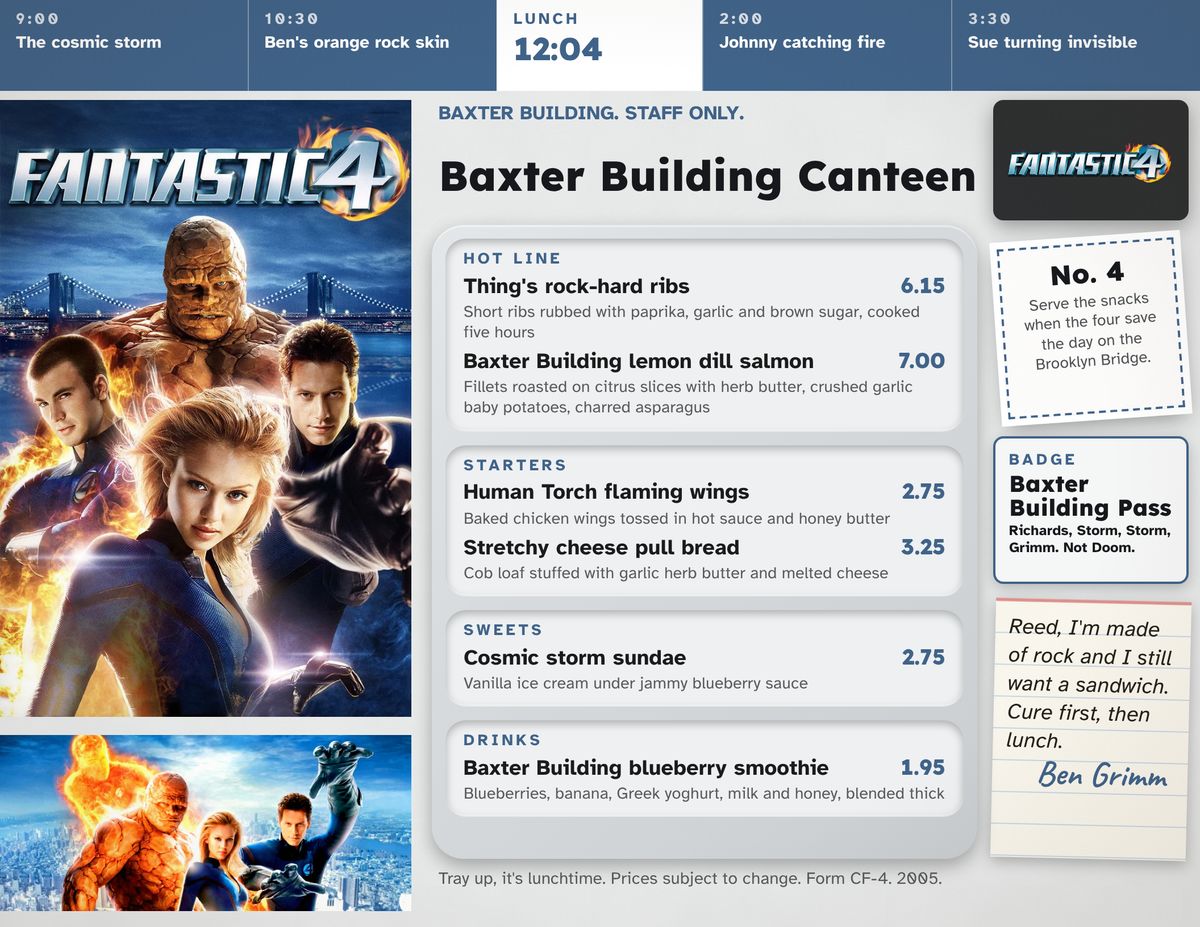 9:00
The cosmic storm
10:30
Ben's orange rock skin
LUNCH
12:04
2:00
Johnny catching fire
3:30
Sue turning invisible
FANTASTIC 4
BAXTER BUILDING. STAFF ONLY.
Baxter Building Canteen
HOT LINE
Thing's rock-hard ribs 6.15
Short ribs rubbed with paprika, garlic and brown sugar, cooked
five hours
Baxter Building lemon dill salmon 7.00
Fillets roasted on citrus slices with herb butter, crushed garlic
baby potatoes, charred asparagus
STARTERS
Human Torch flaming wings 2.75
Baked chicken wings tossed in hot sauce and honey butter
Stretchy cheese pull bread 3.25
Cob loaf stuffed with garlic herb butter and melted cheese
SWEETS
Cosmic storm sundae 2.75
Vanilla ice cream under jammy blueberry sauce
DRINKS
Baxter Building blueberry smoothie 1.95
Blueberries, banana, Greek yoghurt, milk and honey, blended thick
Tray up, it's lunchtime. Prices subject to change. Form CF-4. 2005.
FANTASTIC 4
No. 4
Serve the snacks
when the four save
the day on the
Brooklyn Bridge.
BADGE
Baxter
Building Pass
Richards, Storm, Storm,
Grimm. Not Doom.
Reed, I'm made
of rock and I still
want a sandwich.
Cure first, then
lunch.
Ben Grimm